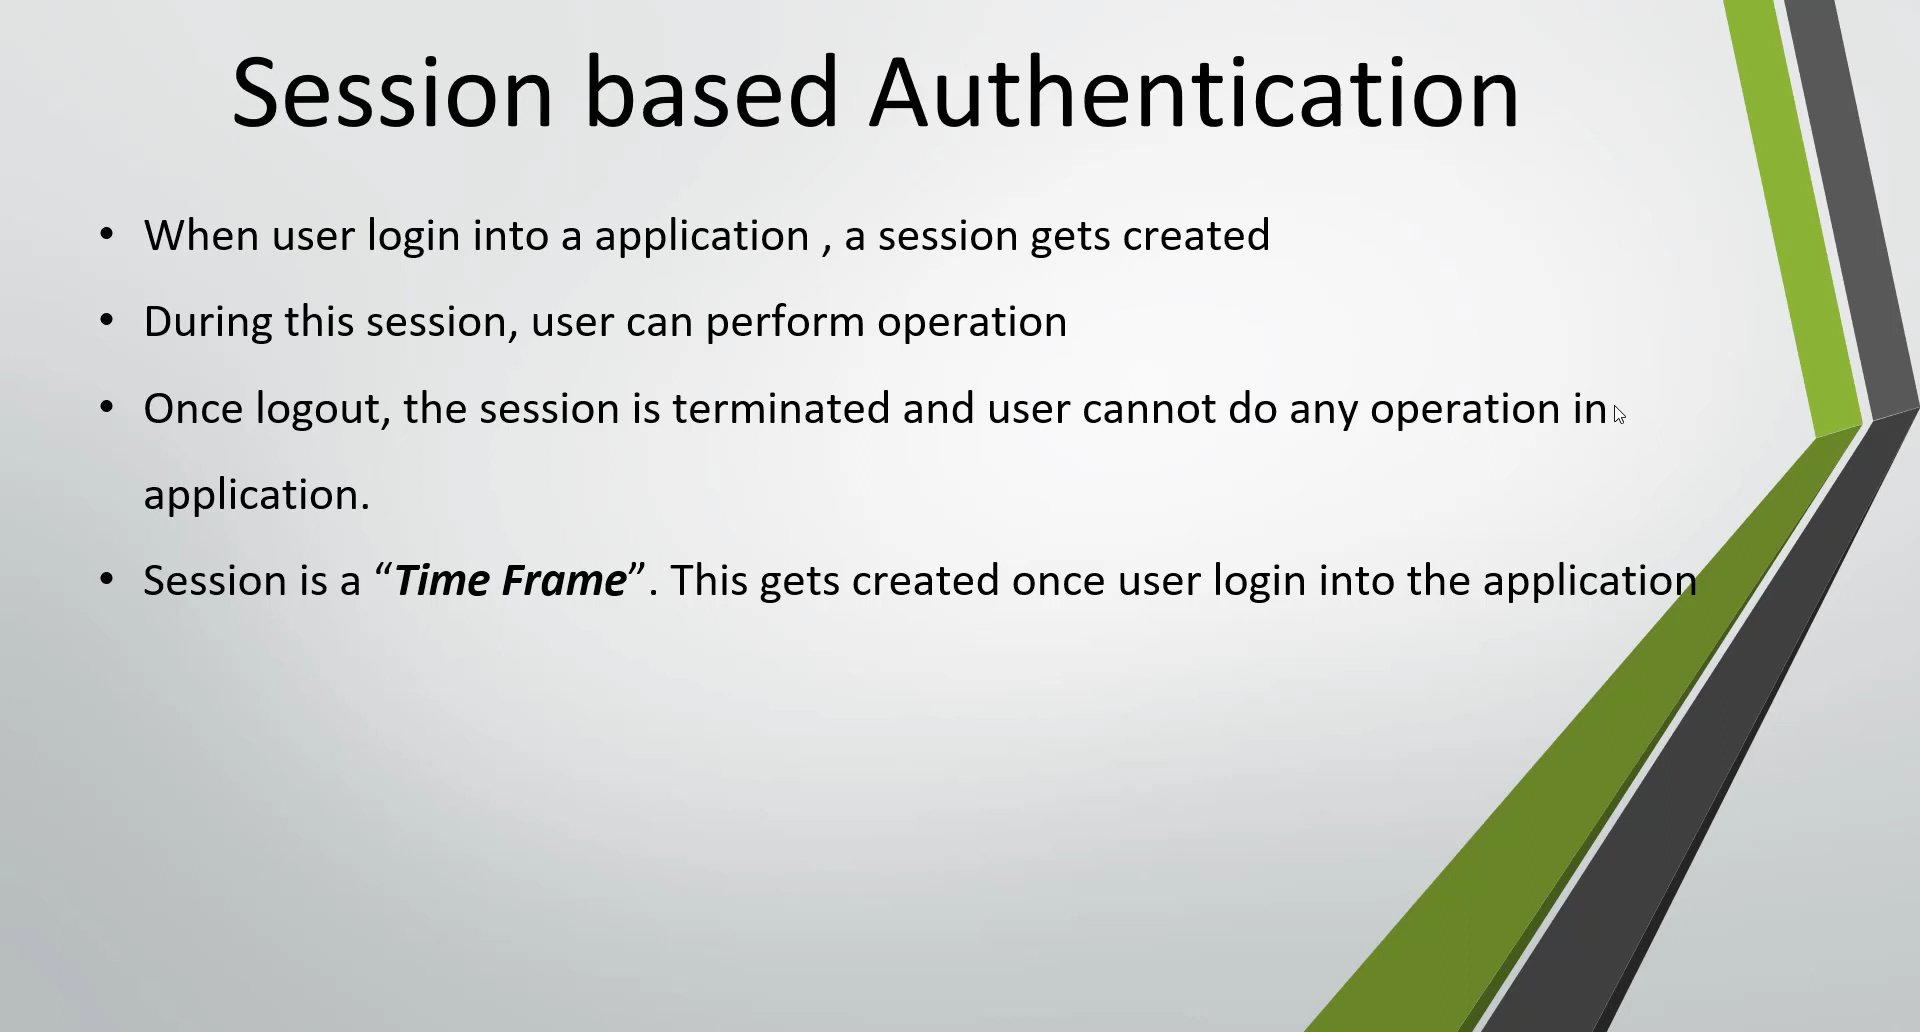 Session based Authentication
• When user login into a application , a session gets created
• During this session, user can perform operation
• Once logout, the session is terminated and user cannot do any operation in
application.
• Session is a “Time Frame”. This gets created once user login into the application